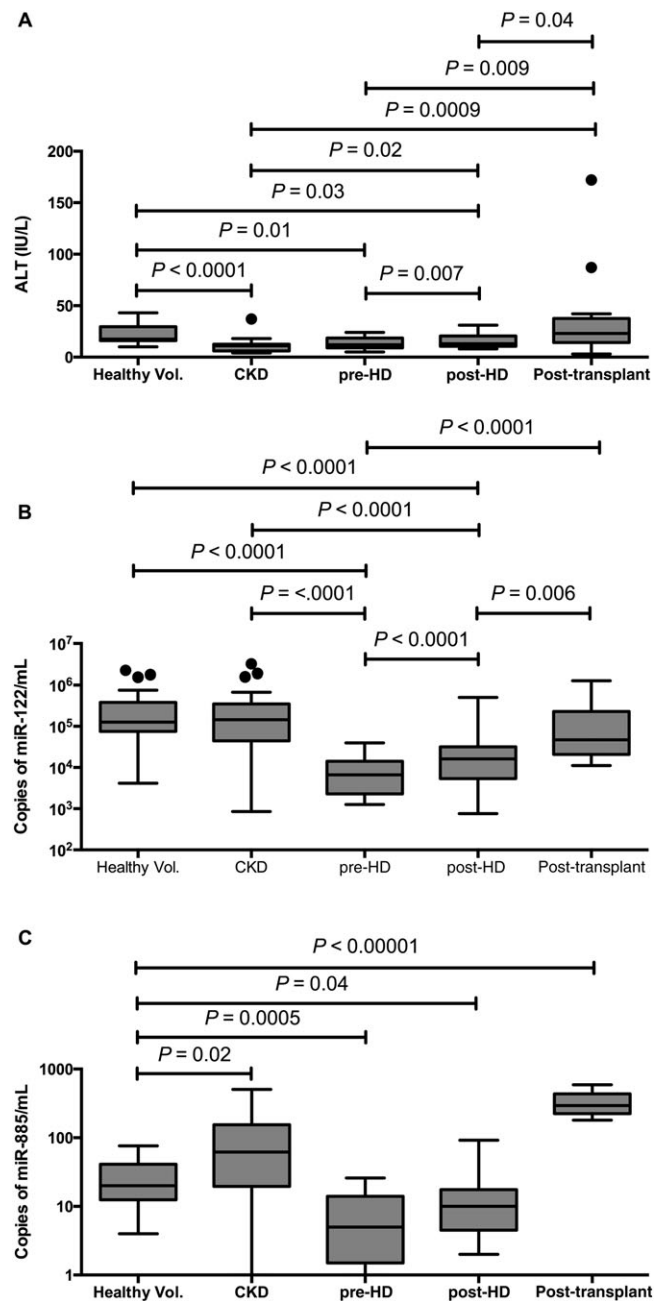 A
P = 0.04
P = 0.009
P = 0.0009
P = 0.02
P = 0.03
P = 0.01
P < 0.0001
P = 0.007
ALT (IU/L)
200
150
100
50
0
Healthy Vol. CKD pre-HD post-HD Post-transplant
B
P < 0.0001
P < 0.0001
P < 0.0001
P < 0.0001
P = <.0001
P = 0.006
P < 0.0001
Copies of miR-122/mL
10⁷
10⁶
10⁵
10⁴
10³
10²
Healthy Vol. CKD pre-HD post-HD Post-transplant
C
P < 0.00001
P = 0.04
P = 0.0005
P = 0.02
Copies of miR-885/mL
1000
100
10
1
Healthy Vol. CKD pre-HD post-HD Post-transplant